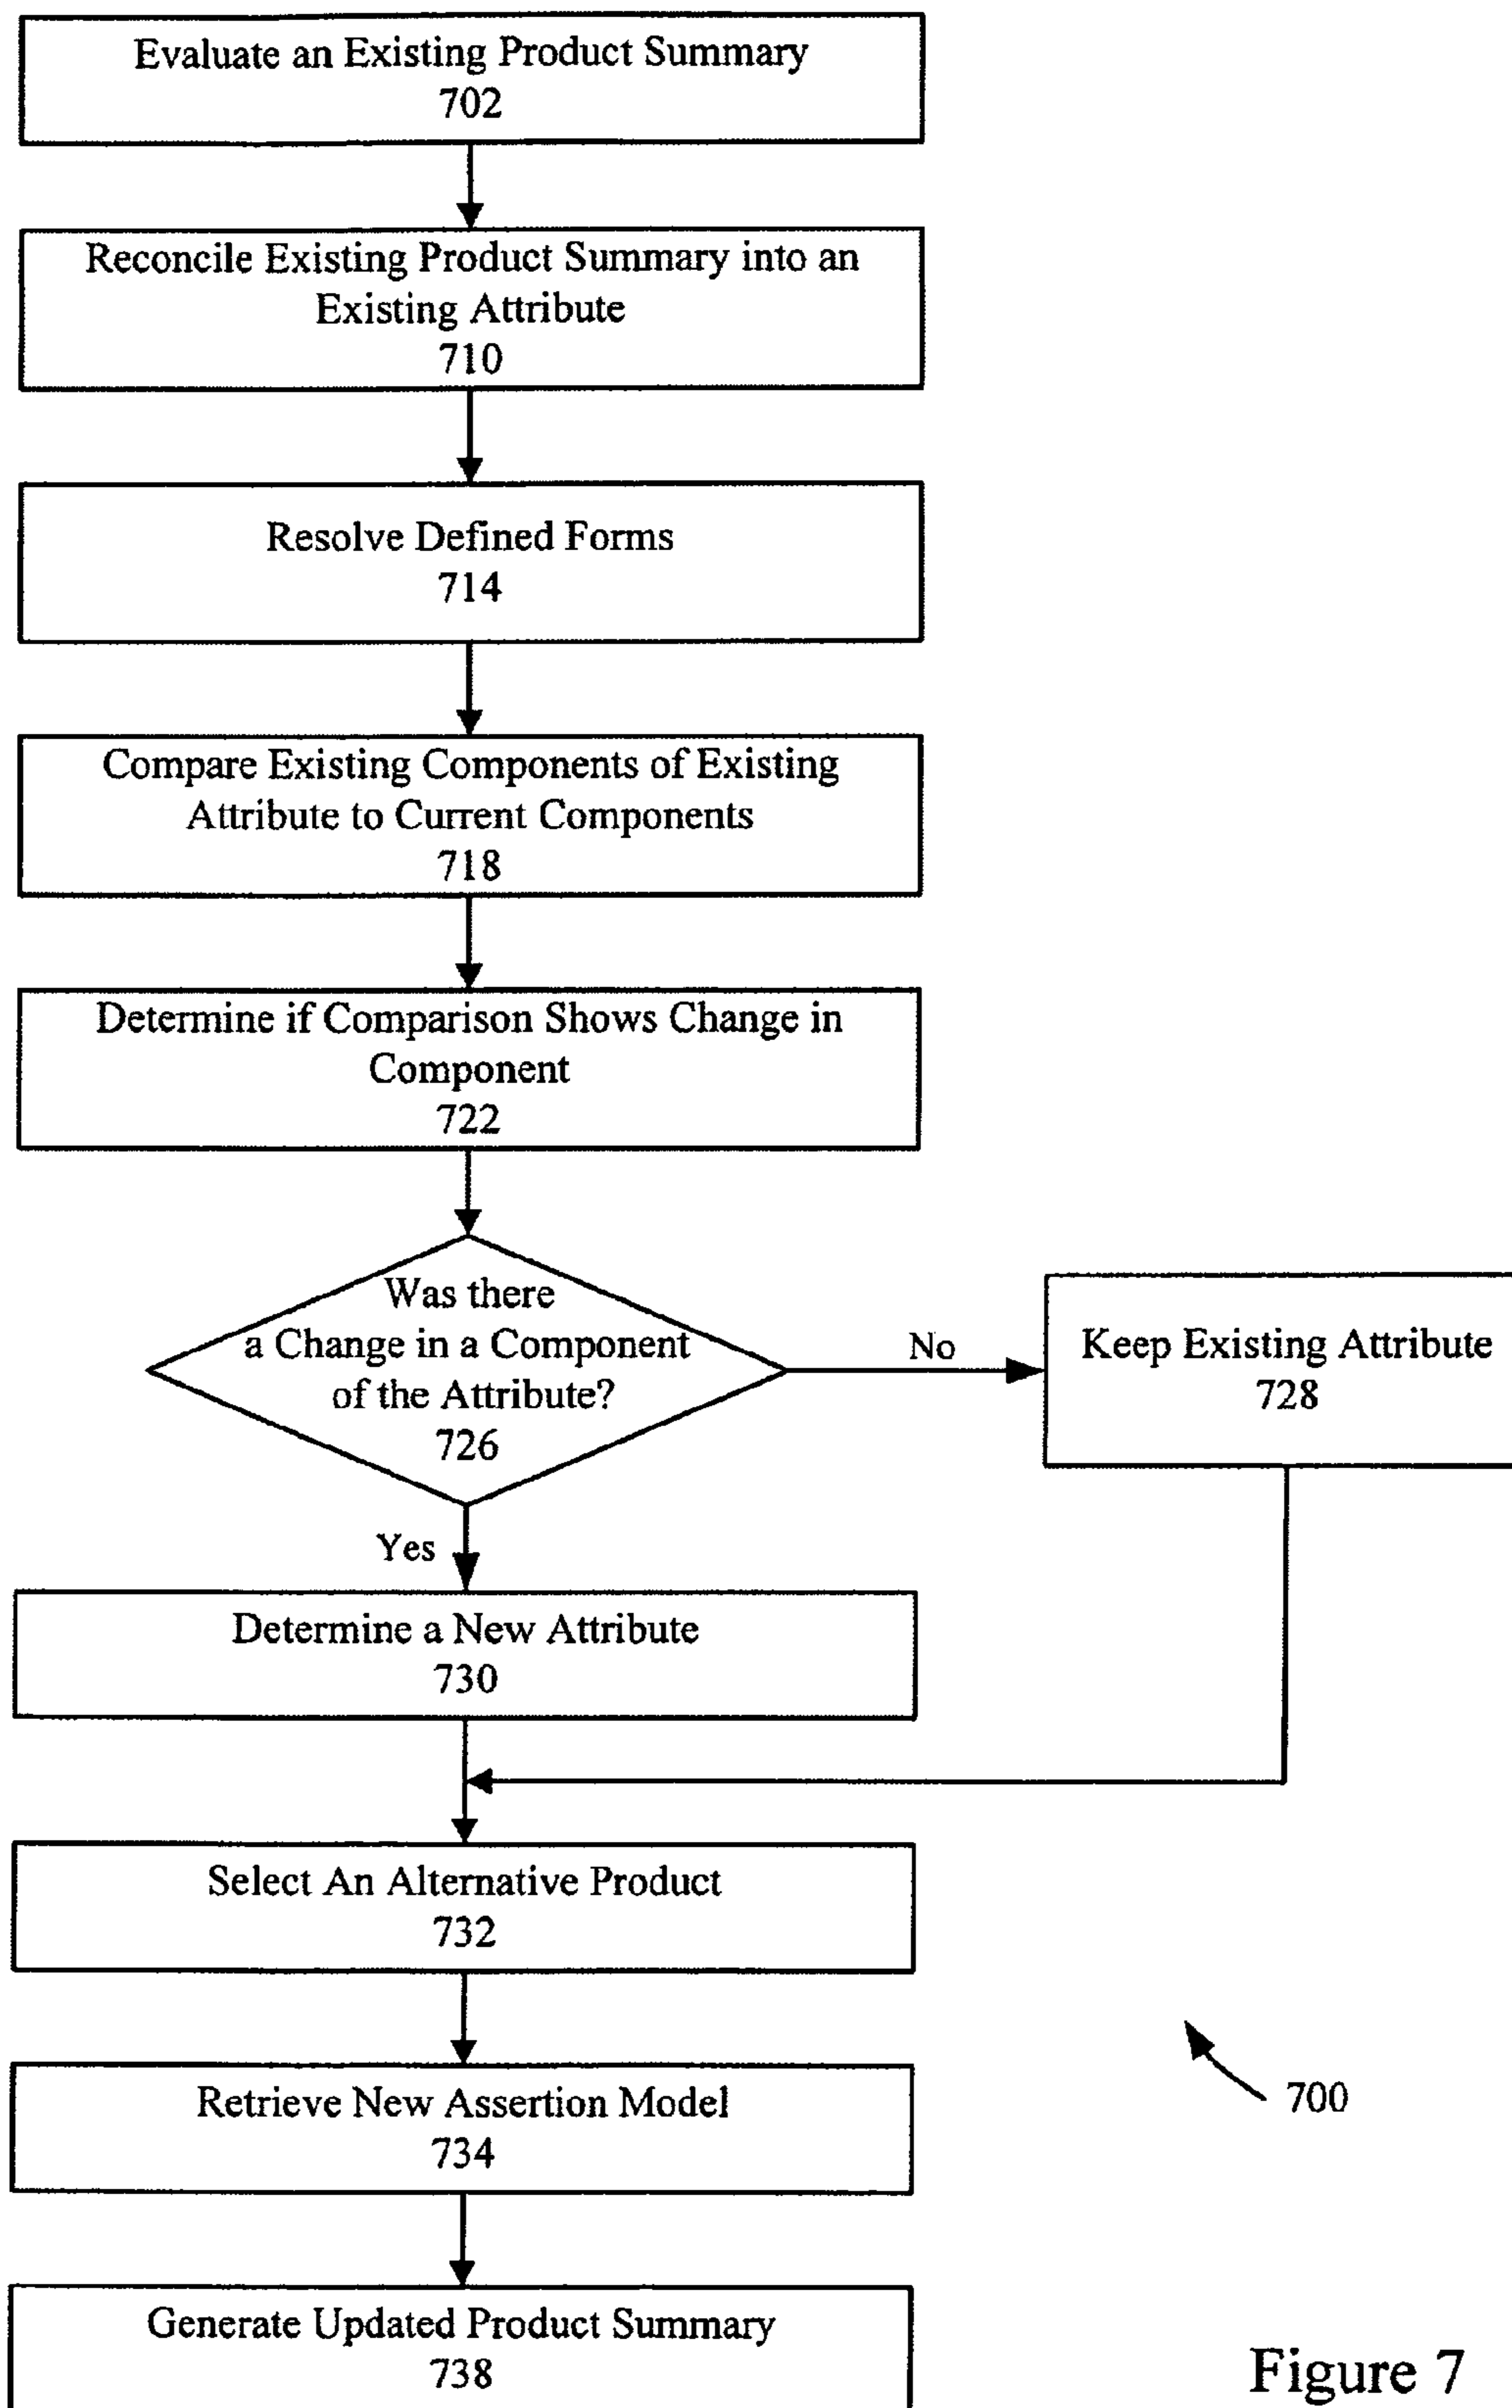 Evaluate an Existing Product Summary
702
Reconcile Existing Product Summary into an
Existing Attribute
710
Resolve Defined Forms
714
Compare Existing Components of Existing
Attribute to Current Components
718
Determine if Comparison Shows Change in
Component
722
Was there
a Change in a Component
of the Attribute?
726
No
Keep Existing Attribute
728
Yes
Determine a New Attribute
730
Select An Alternative Product
732
Retrieve New Assertion Model
734
700
Generate Updated Product Summary
738
Figure 7